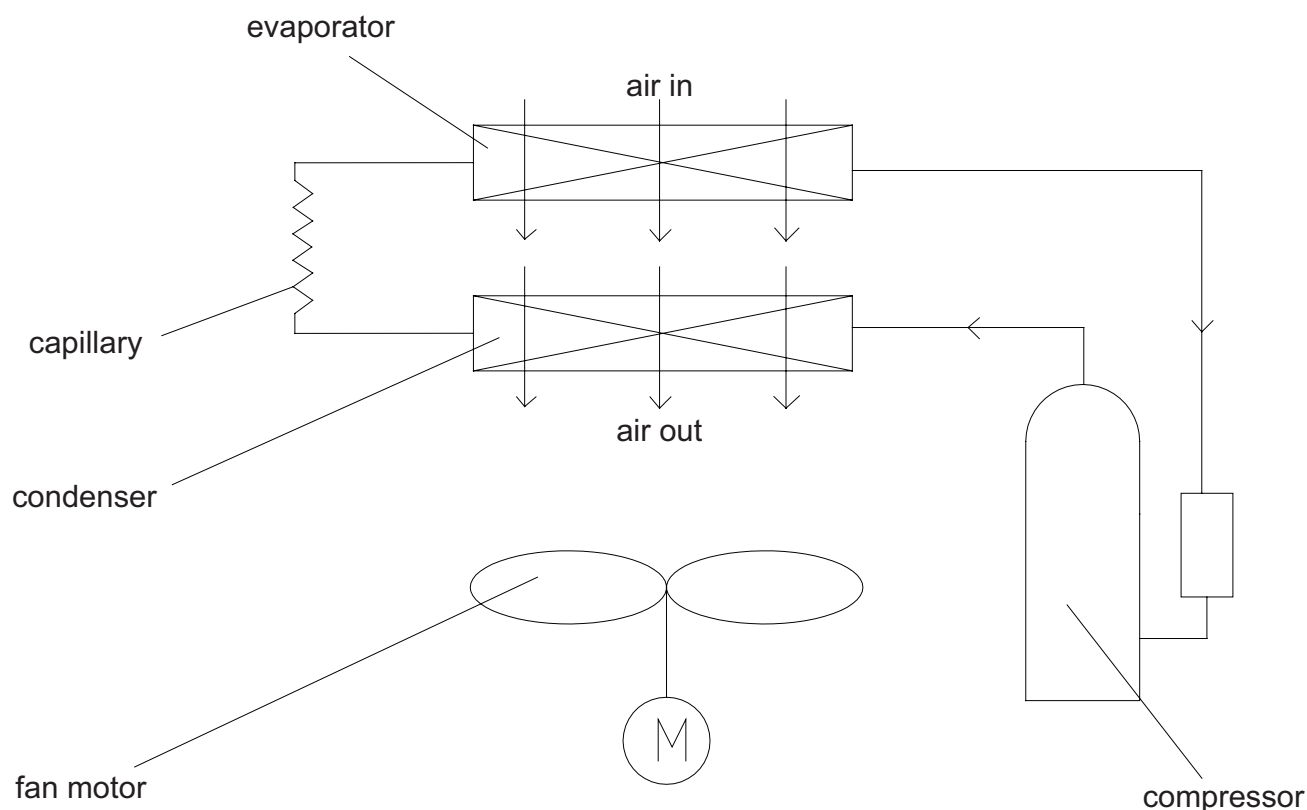 evaporator
air in
capillary
air out
condenser
M
fan motor
compressor